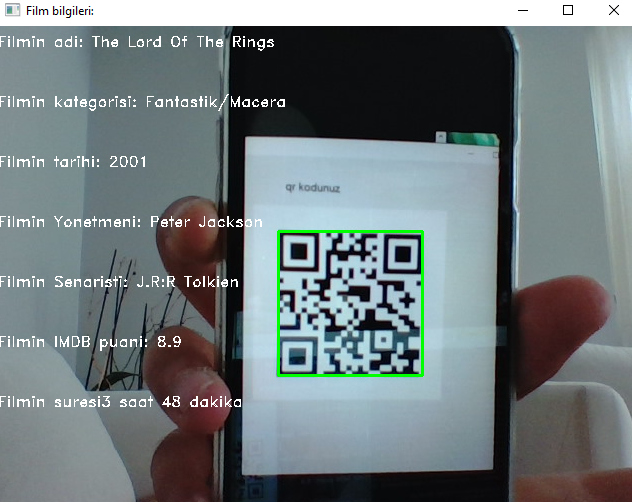 Film bilgileri:
Filmin adi: The Lord Of The Rings
Filmin kategorisi: Fantastik/Macera
Filmin tarihi: 2001
qr kodunuz
Filmin Yonetmeni: Peter Jackson
Filmin Senaristi: J.R:R Tolkien
Filmin IMDB puani: 8.9
Filmin suresi3 saat 48 dakika